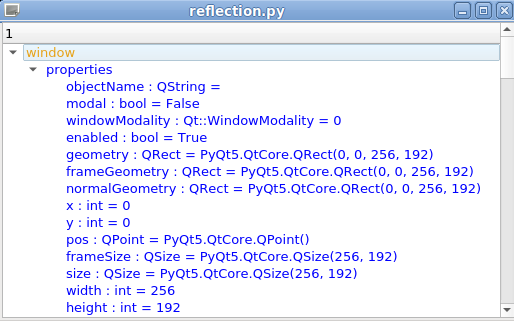 reflection.py
1
window
properties
objectName : QString =
modal : bool = False
windowModality : Qt::WindowModality = 0
enabled : bool = True
geometry : QRect = PyQt5.QtCore.QRect(0, 0, 256, 192)
frameGeometry : QRect = PyQt5.QtCore.QRect(0, 0, 256, 192)
normalGeometry : QRect = PyQt5.QtCore.QRect(0, 0, 256, 192)
x : int = 0
y : int = 0
pos : QPoint = PyQt5.QtCore.QPoint()
frameSize : QSize = PyQt5.QtCore.QSize(256, 192)
size : QSize = PyQt5.QtCore.QSize(256, 192)
width : int = 256
height : int = 192